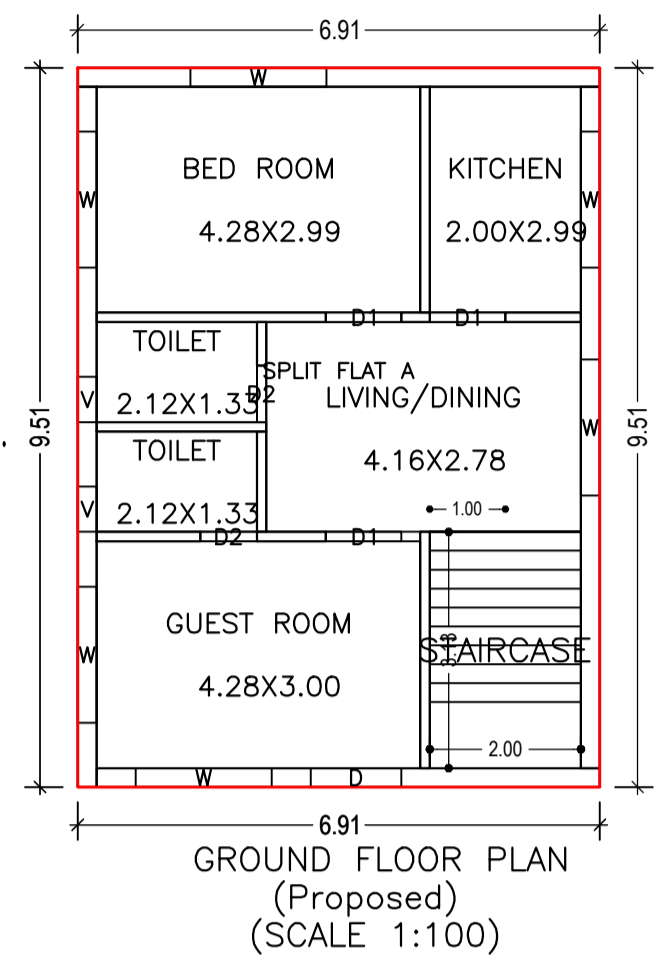 6.91
W
BED ROOM
KITCHEN
W
W
4.28X2.99
2.00X2.99
D1
D1
TOILET
SPLIT FLAT A
D2
V
2.12X1.33
LIVING/DINING
9.51
9.51
W
TOILET
4.16X2.78
V
2.12X1.33
1.00
D2
D1
GUEST ROOM
STAIRCASE
3.13
W
4.28X3.00
2.00
W
D
6.91
GROUND FLOOR PLAN
(Proposed)
(SCALE 1:100)